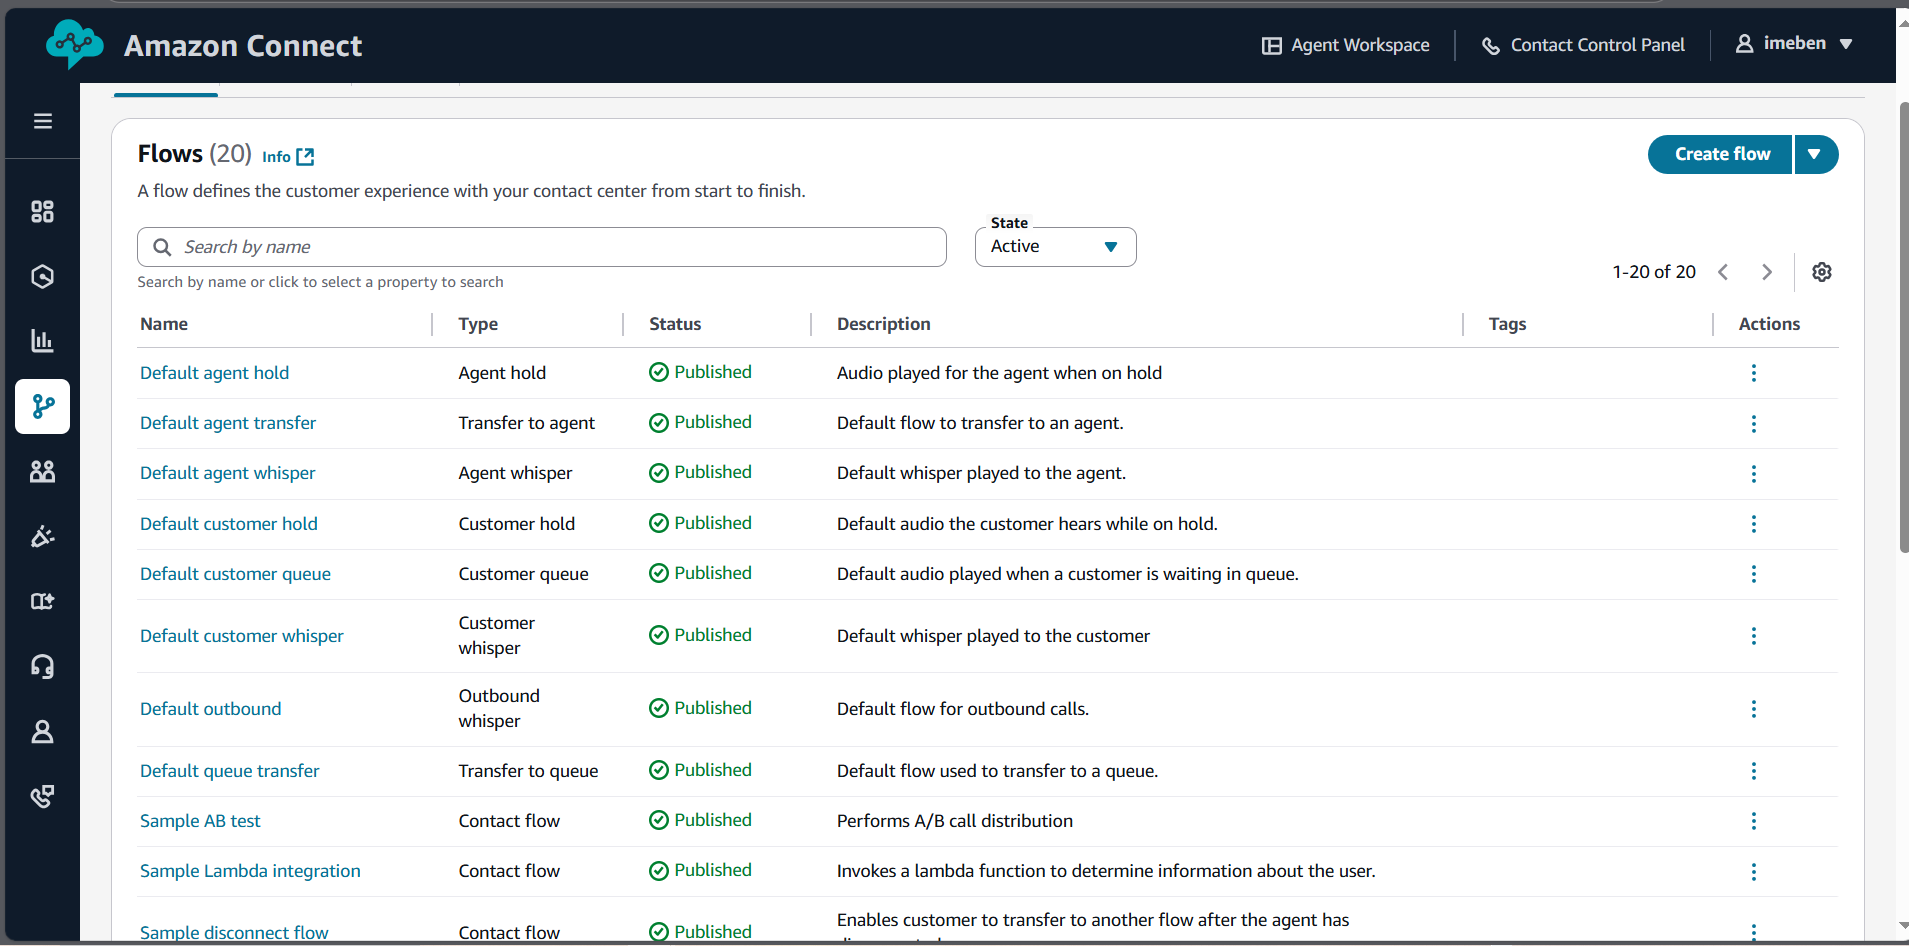 Amazon Connect
Agent Workspace
Contact Control Panel
imeben
Flows (20) Info
Create flow
A flow defines the customer experience with your contact center from start to finish.
State
Search by name
Active
Search by name or click to select a property to search
1-20 of 20
Name Type Status Description Tags Actions
Default agent hold Agent hold Published Audio played for the agent when on hold
Default agent transfer Transfer to agent Published Default flow to transfer to an agent.
Default agent whisper Agent whisper Published Default whisper played to the agent.
Default customer hold Customer hold Published Default audio the customer hears while on hold.
Default customer queue Customer queue Published Default audio played when a customer is waiting in queue.
Default customer whisper Customer whisper Published Default whisper played to the customer
Default outbound Outbound whisper Published Default flow for outbound calls.
Default queue transfer Transfer to queue Published Default flow used to transfer to a queue.
Sample AB test Contact flow Published Performs A/B call distribution
Sample Lambda integration Contact flow Published Invokes a lambda function to determine information about the user.
Sample disconnect flow Contact flow Published Enables customer to transfer to another flow after the agent has